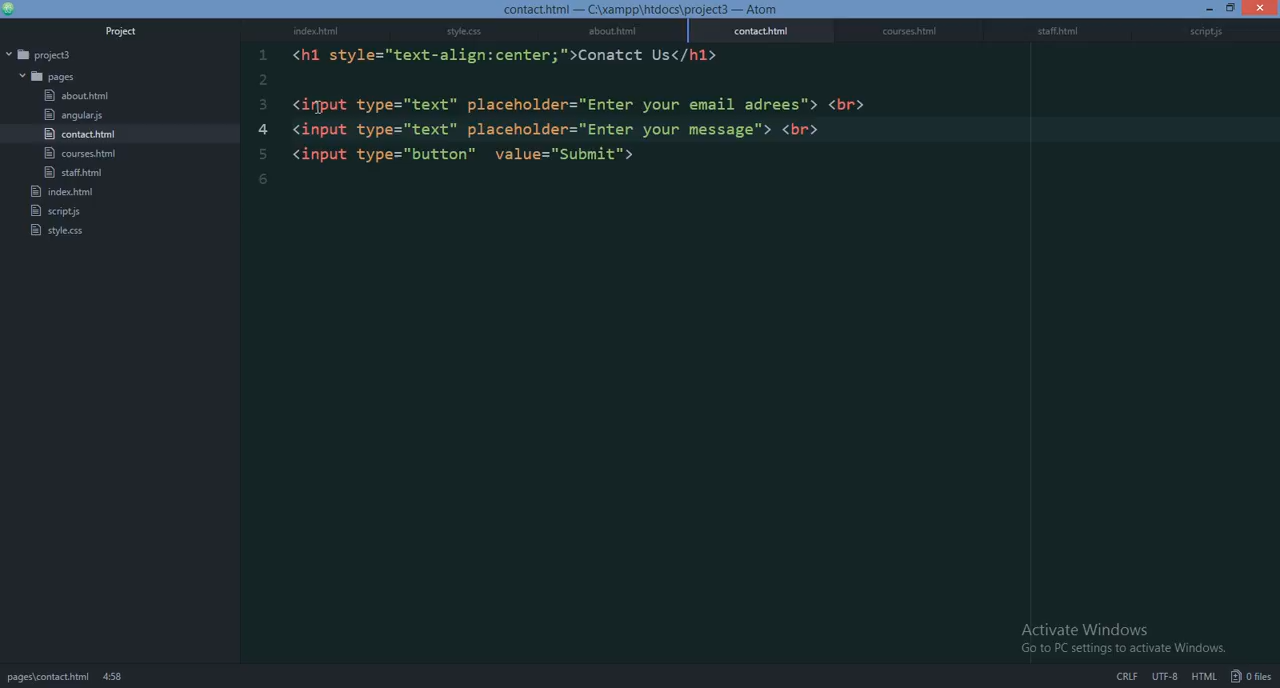 contact.html — C:\xampp\htdocs\project3 — Atom
Project
index.html
style.css
about.html
contact.html
courses.html
staff.html
script.js
project3
pages
about.html
angular.js
contact.html
courses.html
staff.html
index.html
script.js
style.css
1 <h1 style="text-align:center;">Conatct Us</h1>
2
3 <input type="text" placeholder="Enter your email adrees"> <br>
4 <input type="text" placeholder="Enter your message"> <br>
5 <input type="button"  value="Submit">
6
Activate Windows
Go to PC settings to activate Windows.
pages\contact.html 4:58
CRLF UTF-8 HTML 0 files